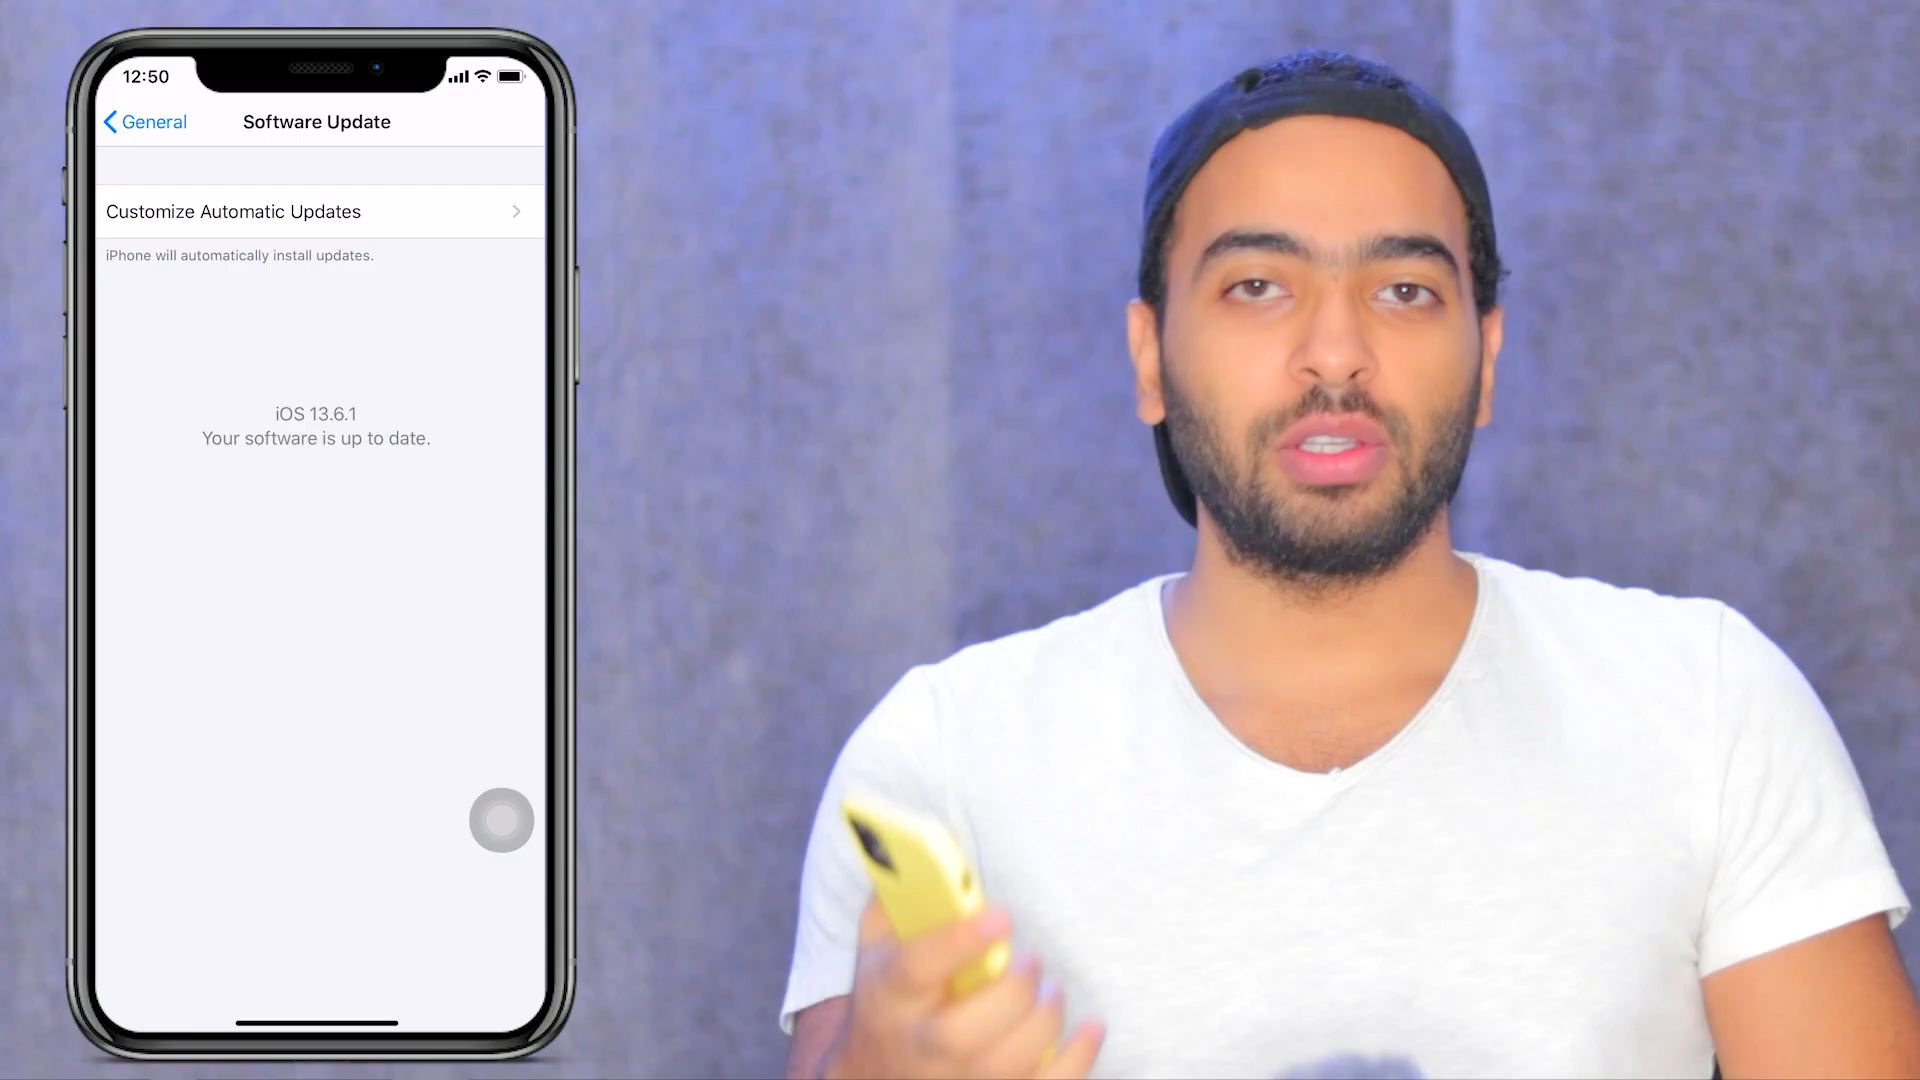 12:50
General
Software Update
Customize Automatic Updates
iPhone will automatically install updates.
iOS 13.6.1
Your software is up to date.